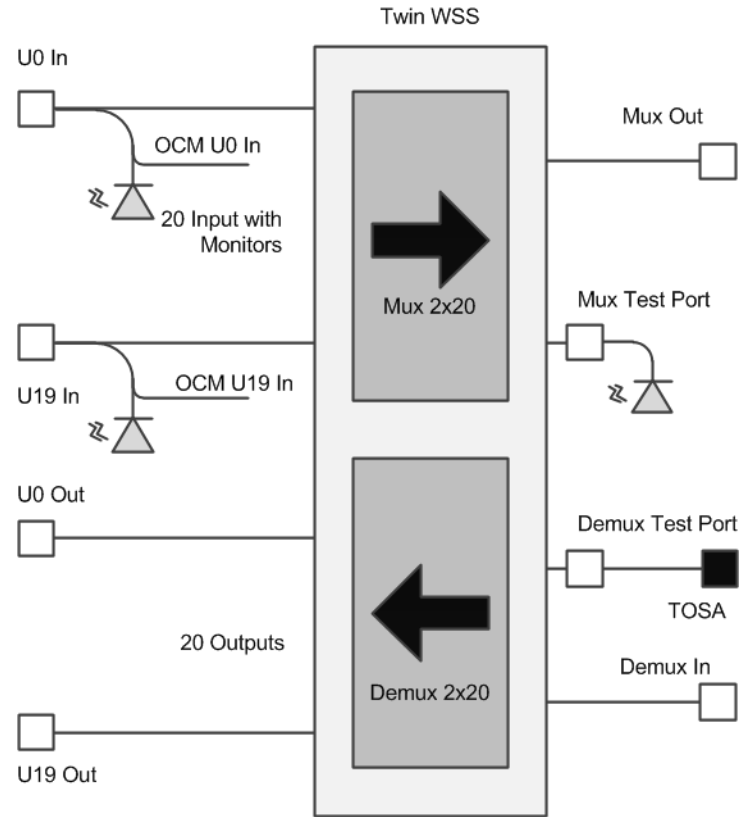 Twin WSS
U0 In
OCM U0 In
20 Input with
Monitors
Mux Out
Mux 2x20
Mux Test Port
U19 In
OCM U19 In
U0 Out
Demux Test Port
TOSA
20 Outputs
Demux 2x20
Demux In
U19 Out